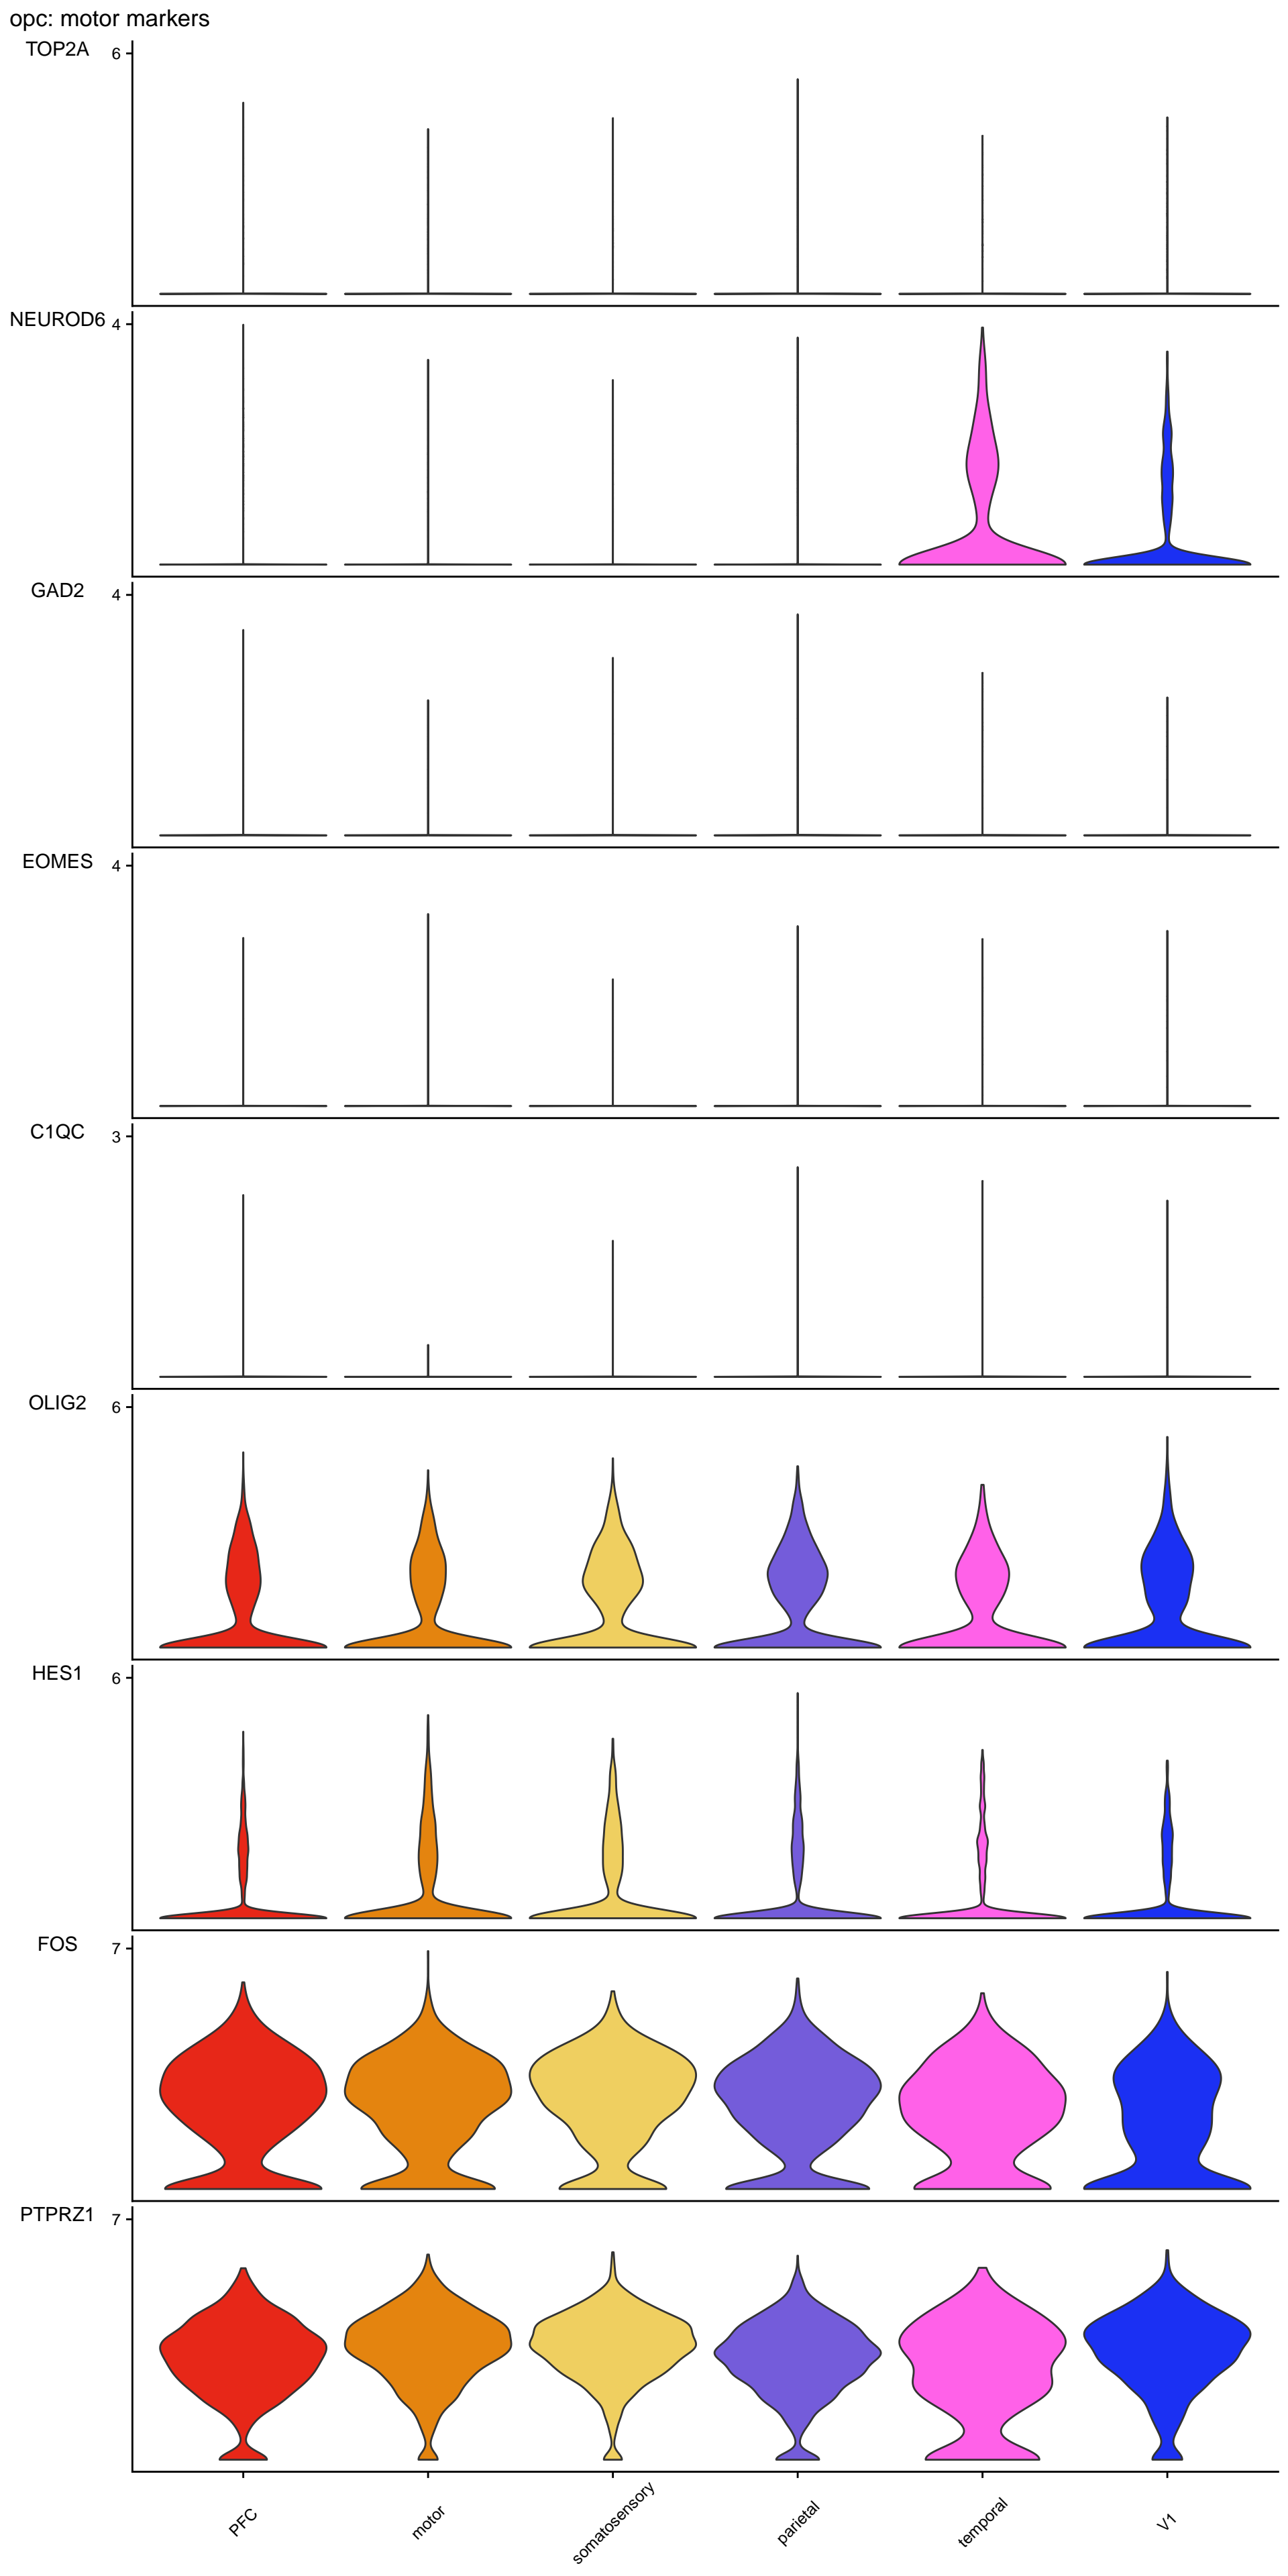 opc: motor markers
TOP2A 6
NEUROD6 4
GAD2 4
EOMES 4
C1QC 3
OLIG2 6
HES1 6
FOS 7
PTPRZ1 7
PFC motor somatosensory parietal temporal V1